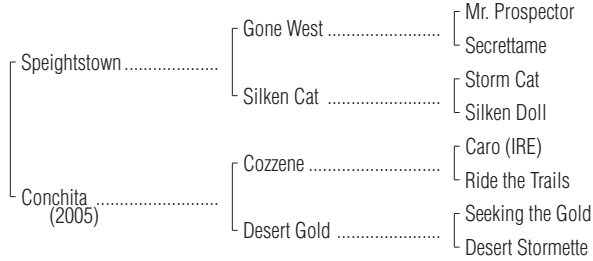 Mr. Prospector
Gone West ....................
Secrettame
Speightstown ....................
Storm Cat
Silken Cat ....................
Silken Doll
Caro (IRE)
Cozzene .......................
Ride the Trails
Conchita .........................
(2005)
Seeking the Gold
Desert Gold ....................
Desert Stormette